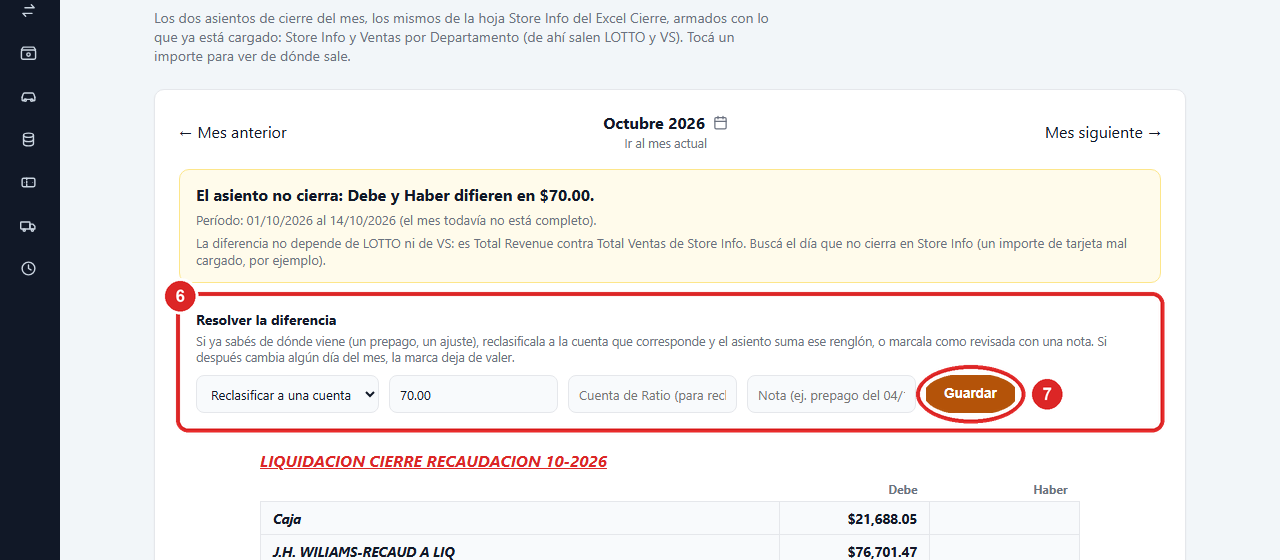 Los dos asientos de cierre del mes, los mismos de la hoja Store Info del Excel Cierre, armados con lo
que ya está cargado: Store Info y Ventas por Departamento (de ahí salen LOTTO y VS). Tocá un
importe para ver de dónde sale.
← Mes anterior
Octubre 2026
Mes siguiente →
Ir al mes actual
El asiento no cierra: Debe y Haber difieren en $70.00.
Período: 01/10/2026 al 14/10/2026 (el mes todavía no está completo).
La diferencia no depende de LOTTO ni de VS: es Total Revenue contra Total Ventas de Store Info. Buscá el día que no cierra en Store Info (un importe de tarjeta mal
cargado, por ejemplo).
6
Resolver la diferencia
Si ya sabés de dónde viene (un prepago, un ajuste), reclasificala a la cuenta que corresponde y el asiento suma ese renglón, o marcala como revisada con una nota. Si
después cambia algún día del mes, la marca deja de valer.
Reclasificar a una cuenta
70.00
Cuenta de Ratio (para recl
Nota (ej. prepago del 04/
Guardar
7
LIQUIDACION CIERRE RECAUDACION 10-2026
Debe
Haber
Caja
$21,688.05
J.H. WILIAMS-RECAUD A LIQ
$76,701.47